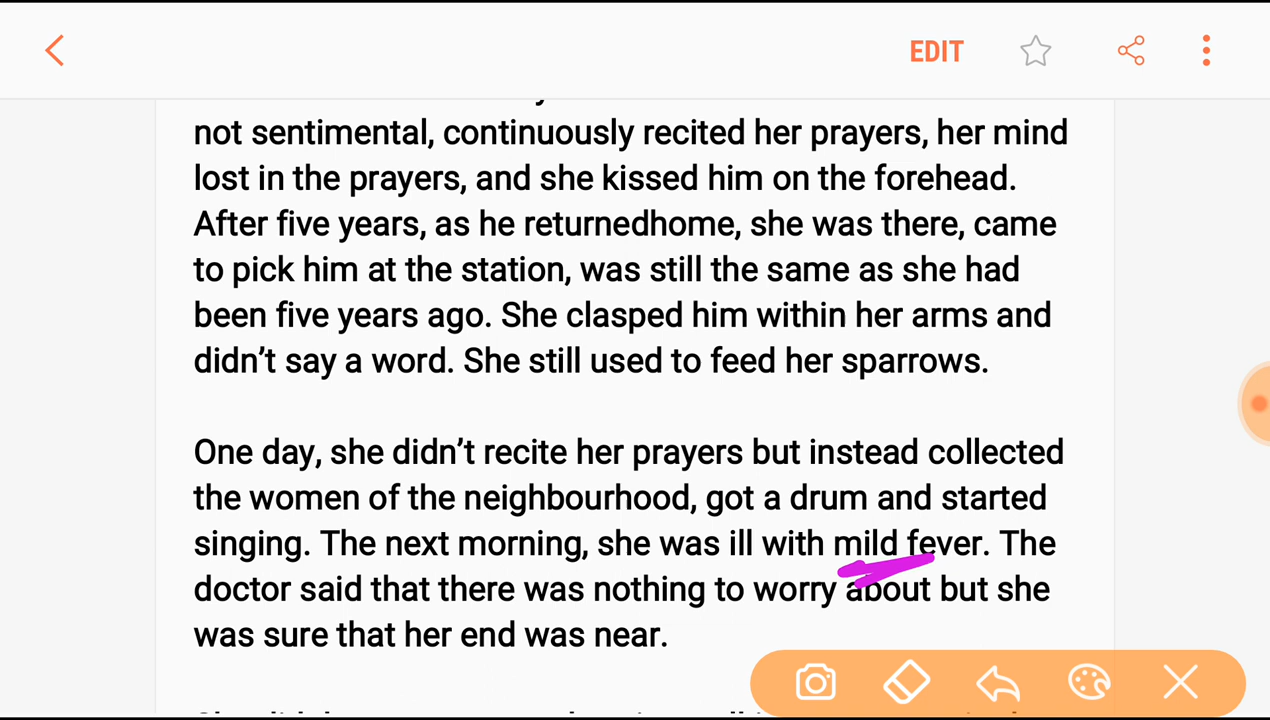 EDIT
not sentimental, continuously recited her prayers, her mind
lost in the prayers, and she kissed him on the forehead.
After five years, as he returnedhome, she was there, came
to pick him at the station, was still the same as she had
been five years ago. She clasped him within her arms and
didn't say a word. She still used to feed her sparrows.
One day, she didn't recite her prayers but instead collected
the women of the neighbourhood, got a drum and started
singing. The next morning, she was ill with mild fever. The
doctor said that there was nothing to worry about but she
was sure that her end was near.